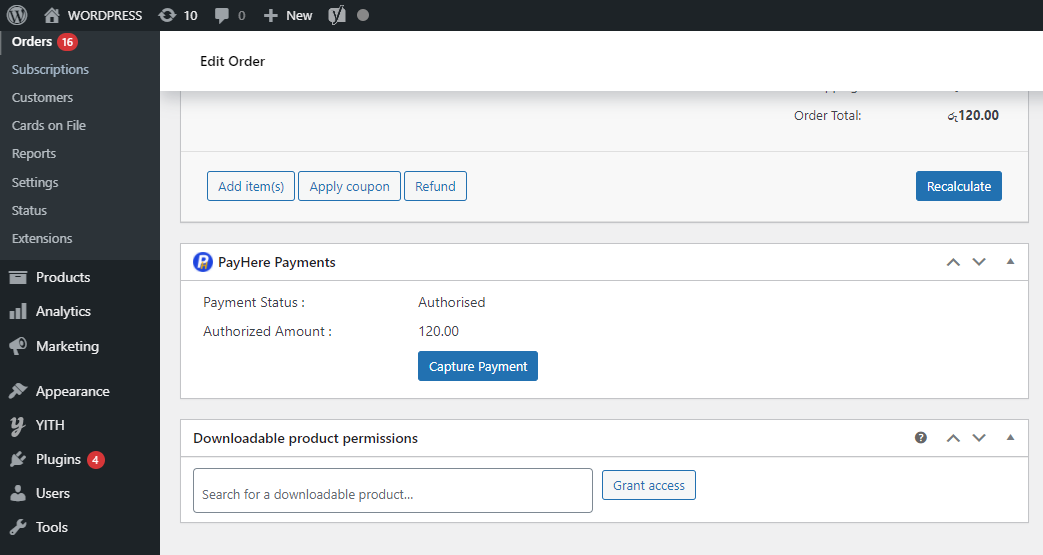 WORDPRESS 10 0 New
Orders 16
Subscriptions
Customers
Cards on File
Reports
Settings
Status
Extensions
Products
Analytics
Marketing
Appearance
YITH
Plugins 4
Users
Tools
Edit Order
Order Total: රු120.00
Add item(s) Apply coupon Refund Recalculate
PayHere Payments
Payment Status : Authorised
Authorized Amount : 120.00
Capture Payment
Downloadable product permissions
Search for a downloadable product... Grant access